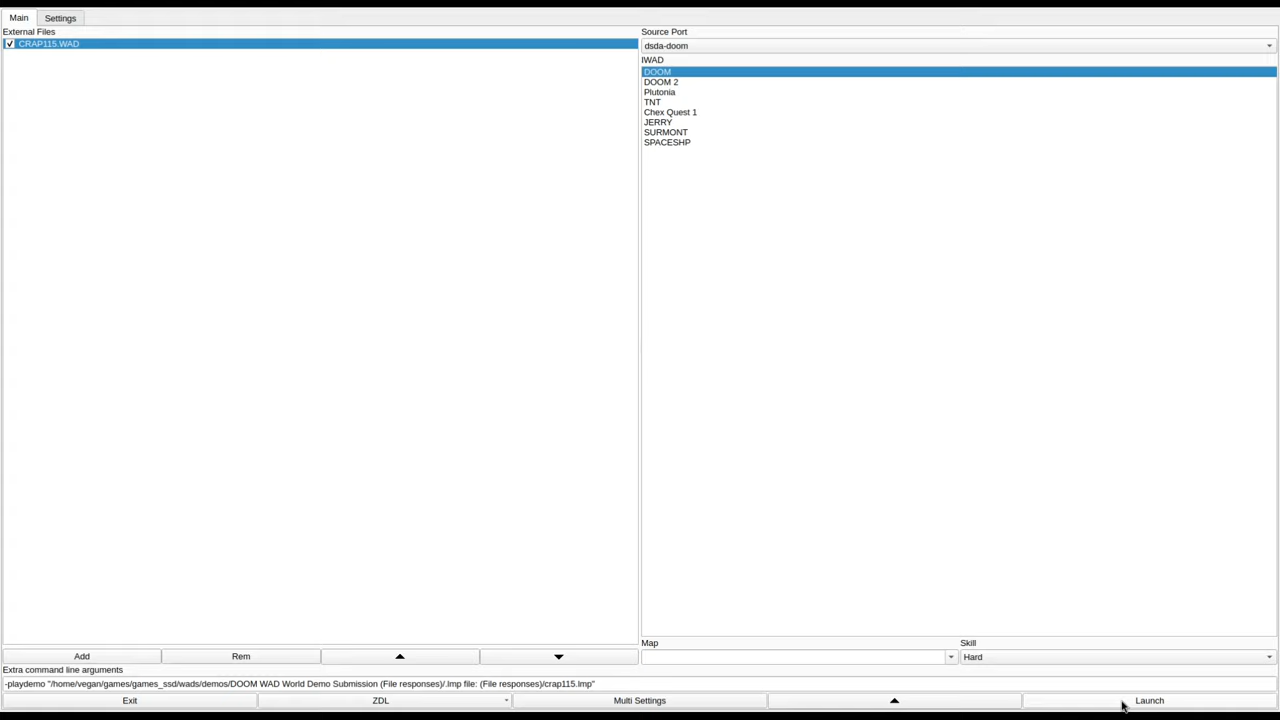 Main Settings
External Files
CRAP115.WAD
Source Port
dsda-doom
IWAD
DOOM
DOOM 2
Plutonia
TNT
Chex Quest 1
JERRY
SURMONT
SPACESHP
Map
Skill
Hard
Add Rem
Extra command line arguments
-playdemo "/home/vegan/games/games_ssd/wads/demos/DOOM WAD World Demo Submission (File responses)/.lmp file: (File responses)/crap115.lmp"
Exit ZDL Multi Settings Launch